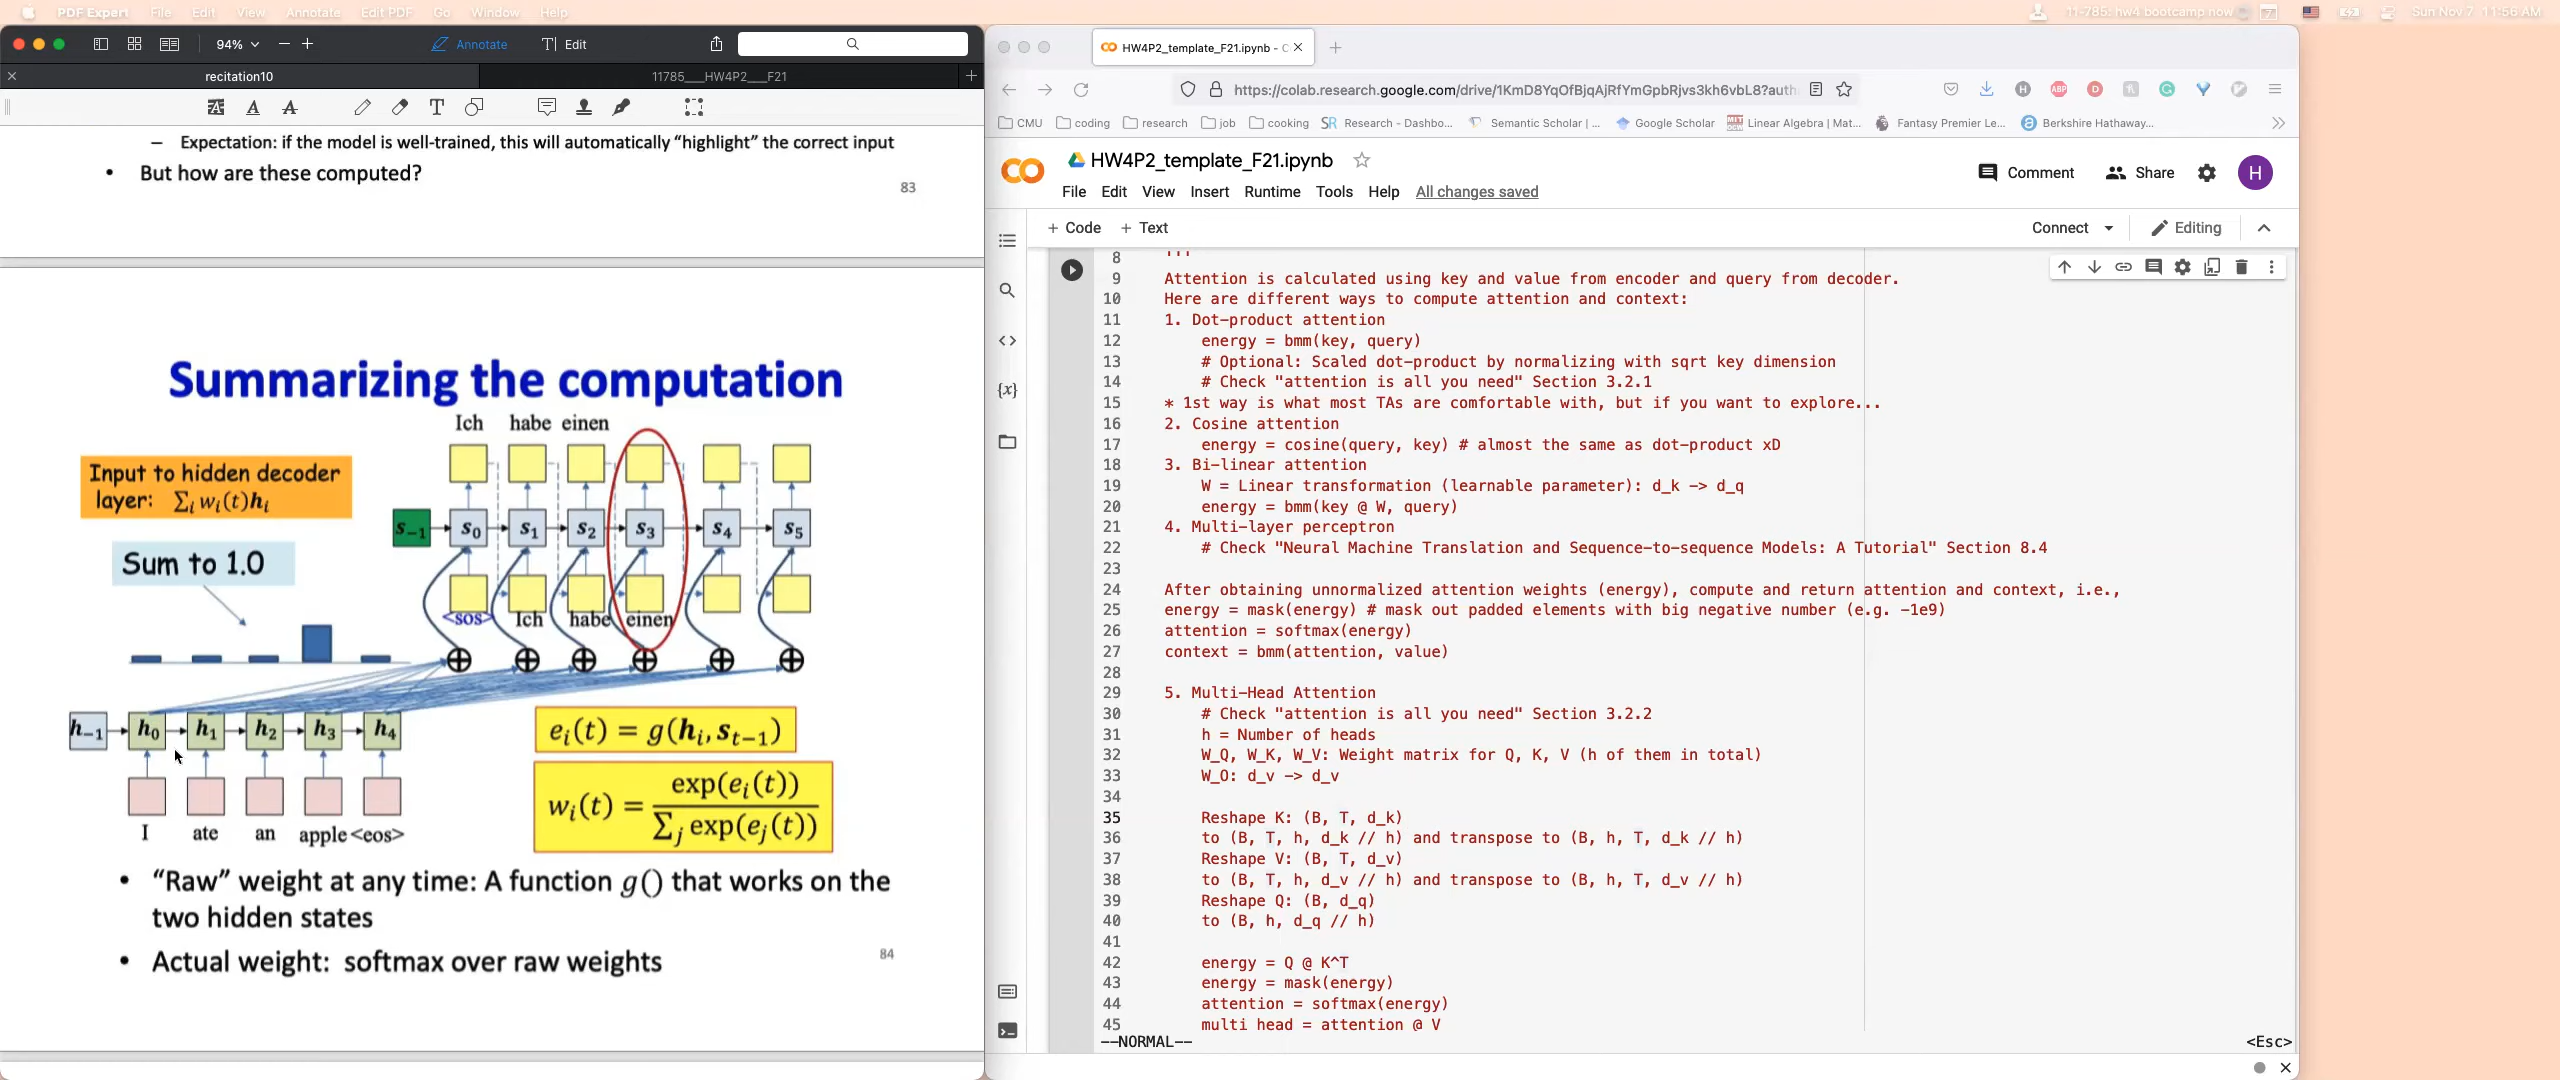 PDF Expert File Edit View Annotate Edit PDF Go Window Help
11-785: hw4 bootcamp now
Sun Nov 7 11:56 AM
94%
Annotate
Edit
recitation10
11785___HW4P2___F21
– Expectation: if the model is well-trained, this will automatically “highlight” the correct input
• But how are these computed?
83
Summarizing the computation
Ich habe einen
Input to hidden decoder
layer: ∑ᵢ wᵢ(t)hᵢ
s₋₁ s₀ s₁ s₂ s₃ s₄ s₅
Sum to 1.0
<sos> Ich habe einen
h₋₁ h₀ h₁ h₂ h₃ h₄
I ate an apple <eos>
eᵢ(t) = g(hᵢ, sₜ₋₁)
wᵢ(t) = exp(eᵢ(t)) / ∑ⱼ exp(eⱼ(t))
• “Raw” weight at any time: A function g() that works on the
two hidden states
• Actual weight: softmax over raw weights
84
HW4P2_template_F21.ipynb - C
https://colab.research.google.com/drive/1KmD8YqOfBjqAjRfYmGpbRjvs3kh6vbL8?auth
CMU coding research job cooking Research - Dashbo... Semantic Scholar | ... Google Scholar Linear Algebra | Mat... Fantasy Premier Le... Berkshire Hathaway...
HW4P2_template_F21.ipynb
File Edit View Insert Runtime Tools Help All changes saved
Comment Share H
+ Code + Text
Connect Editing
8 '''
9 Attention is calculated using key and value from encoder and query from decoder.
10 Here are different ways to compute attention and context:
11 1. Dot-product attention
12 energy = bmm(key, query)
13 # Optional: Scaled dot-product by normalizing with sqrt key dimension
14 # Check "attention is all you need" Section 3.2.1
15 * 1st way is what most TAs are comfortable with, but if you want to explore...
16 2. Cosine attention
17 energy = cosine(query, key) # almost the same as dot-product xD
18 3. Bi-linear attention
19 W = Linear transformation (learnable parameter): d_k -> d_q
20 energy = bmm(key @ W, query)
21 4. Multi-layer perceptron
22 # Check "Neural Machine Translation and Sequence-to-sequence Models: A Tutorial" Section 8.4
23
24 After obtaining unnormalized attention weights (energy), compute and return attention and context, i.e.,
25 energy = mask(energy) # mask out padded elements with big negative number (e.g. -1e9)
26 attention = softmax(energy)
27 context = bmm(attention, value)
28
29 5. Multi-Head Attention
30 # Check "attention is all you need" Section 3.2.2
31 h = Number of heads
32 W_Q, W_K, W_V: Weight matrix for Q, K, V (h of them in total)
33 W_O: d_v -> d_v
34
35 Reshape K: (B, T, d_k)
36 to (B, T, h, d_k // h) and transpose to (B, h, T, d_k // h)
37 Reshape V: (B, T, d_v)
38 to (B, T, h, d_v // h) and transpose to (B, h, T, d_v // h)
39 Reshape Q: (B, d_q)
40 to (B, h, d_q // h)
41
42 energy = Q @ K^T
43 energy = mask(energy)
44 attention = softmax(energy)
45 multi head = attention @ V
--NORMAL--
<Esc>